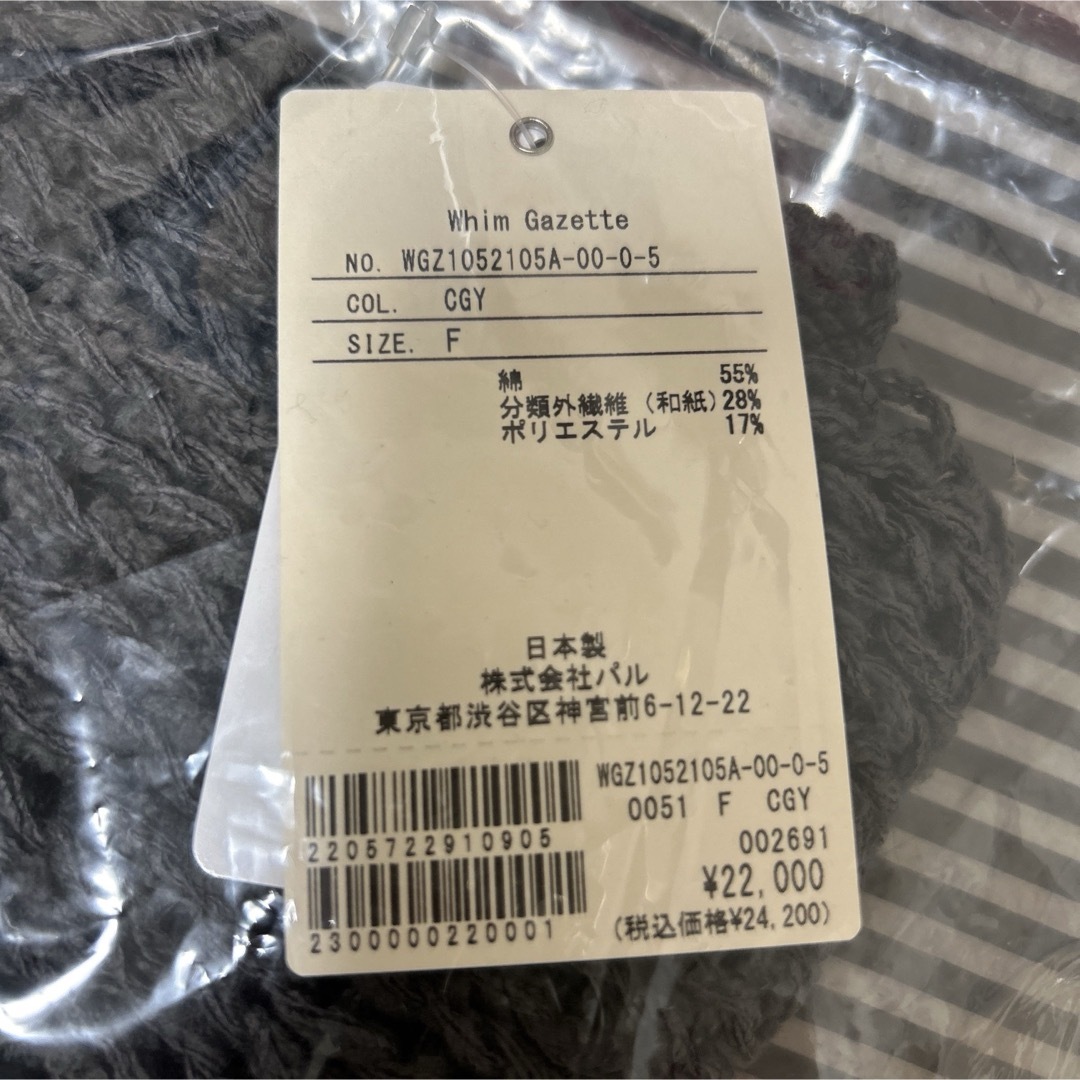 Whim Gazette
NO. WGZ1052105A-00-0-5
COL. CGY
SIZE. F
綿 55%
分類外繊維（和紙）28%
ポリエステル 17%
日本製
株式会社パル
東京都渋谷区神宮前6-12-22
WGZ1052105A-00-0-5
0051 F CGY
2205722910905
002691
¥22,000
2300000220001
(税込価格¥24,200)